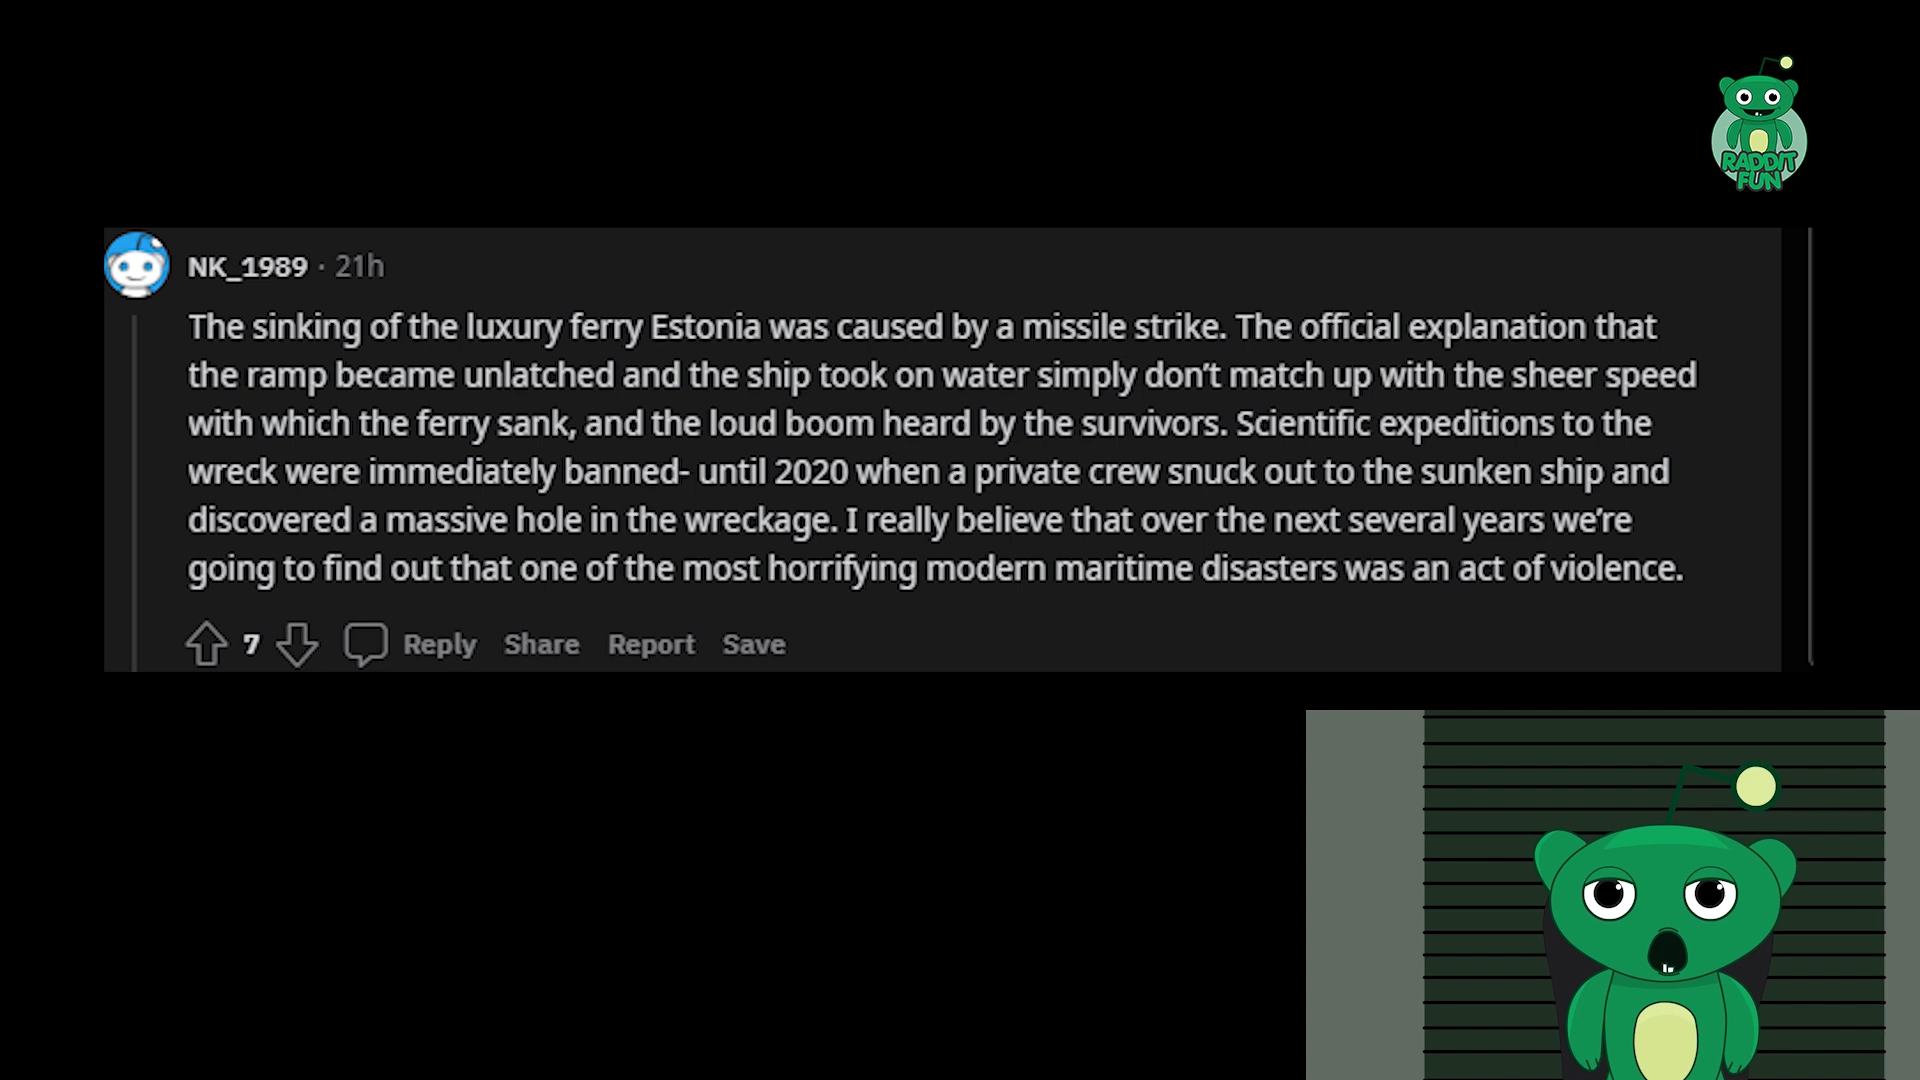 RADDIT
FUN
NK_1989 · 21h
The sinking of the luxury ferry Estonia was caused by a missile strike. The official explanation that
the ramp became unlatched and the ship took on water simply don’t match up with the sheer speed
with which the ferry sank, and the loud boom heard by the survivors. Scientific expeditions to the
wreck were immediately banned- until 2020 when a private crew snuck out to the sunken ship and
discovered a massive hole in the wreckage. I really believe that over the next several years we’re
going to find out that one of the most horrifying modern maritime disasters was an act of violence.
7 Reply Share Report Save